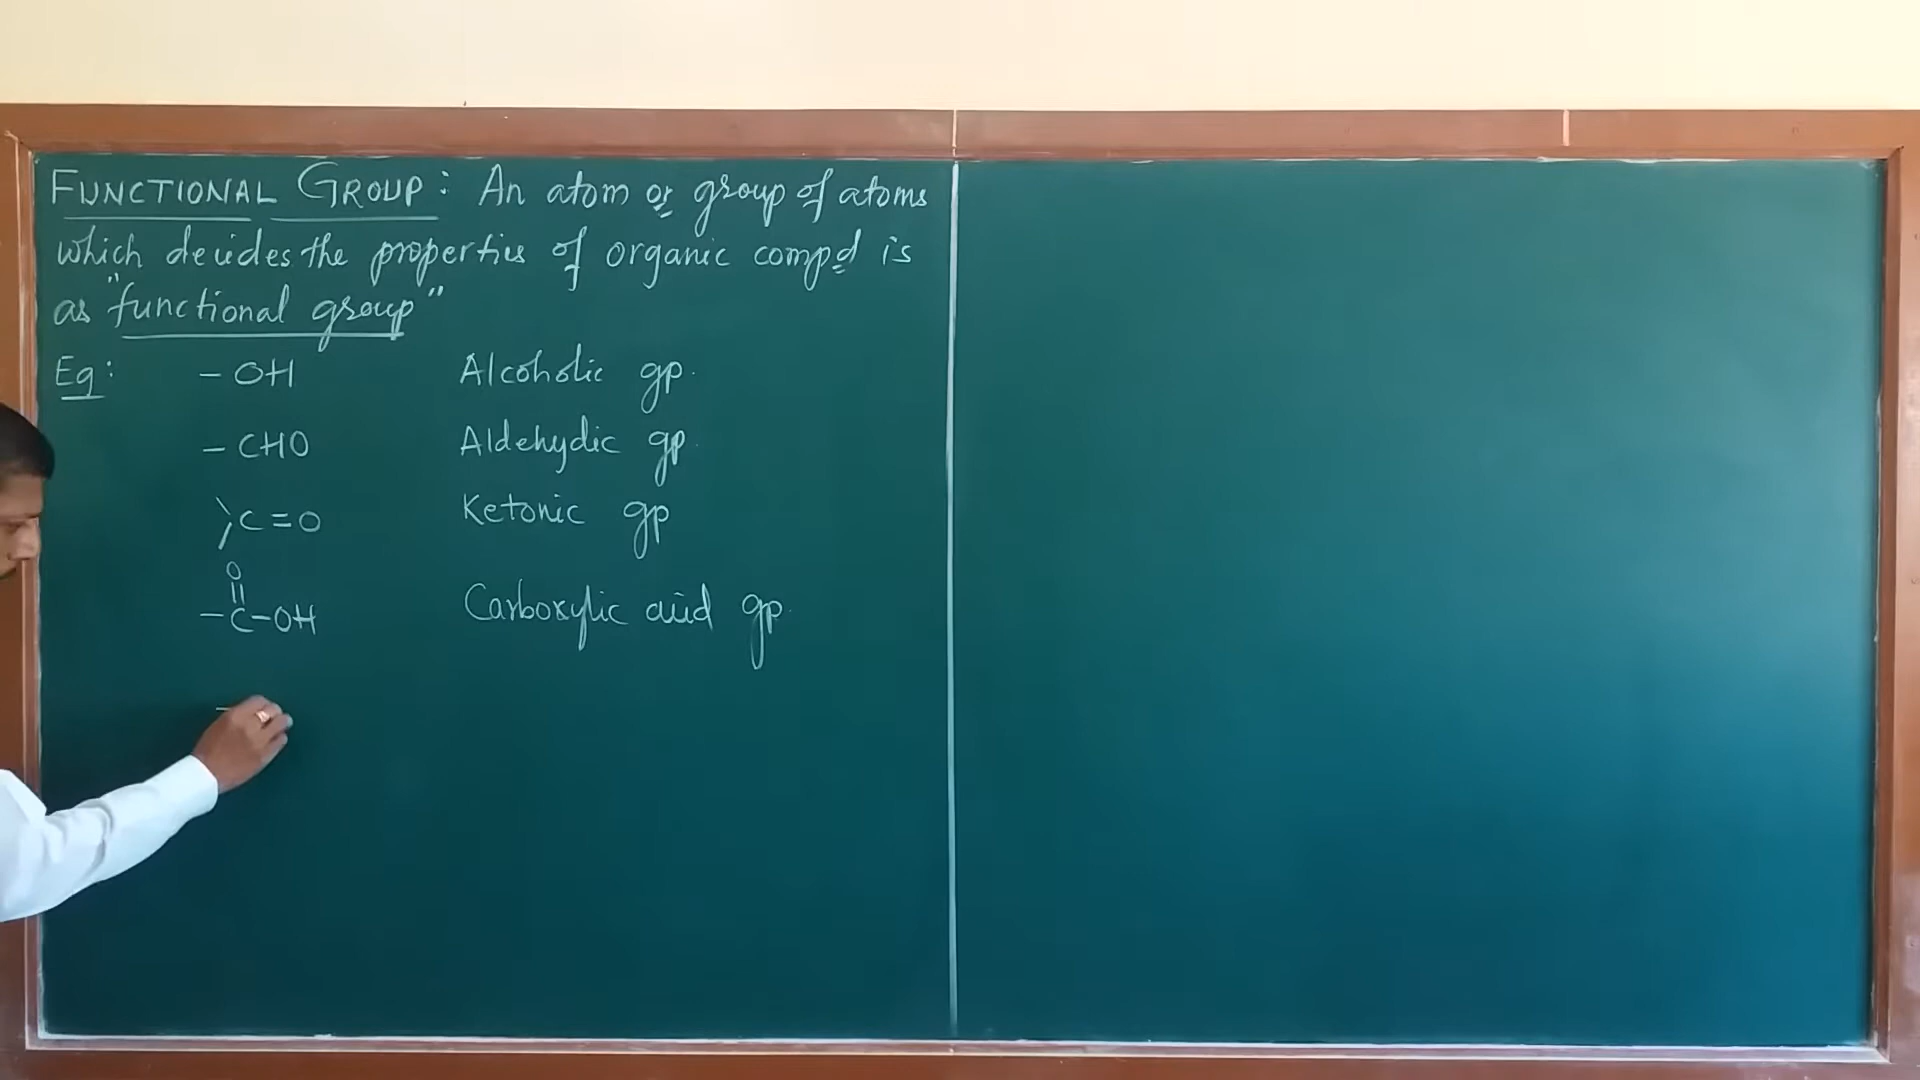 FUNCTIONAL GROUP: An atom or group of atoms
which decides the properties of organic compd is
as "functional group"
Eg: - OH Alcoholic gp.
- CHO Aldehydic gp.
>C=O Ketonic gp
O
||
-C-OH Carboxylic acid gp.
-